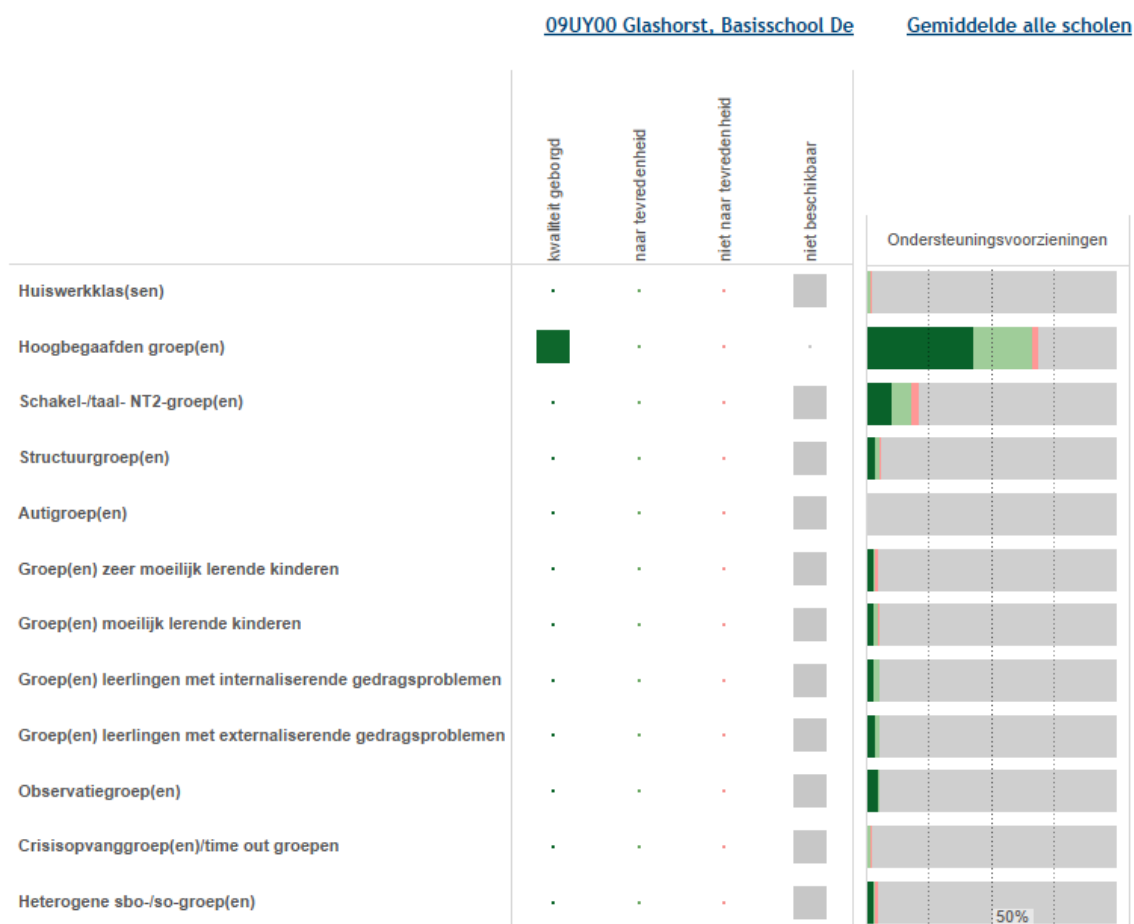 09UY00 Glashorst, Basisschool De
Gemiddelde alle scholen
kwaliteit geborgd
naar tevredenheid
niet naar tevredenheid
niet beschikbaar
Ondersteuningsvoorzieningen
Huiswerkklas(sen)
Hoogbegaafden groep(en)
Schakel-/taal- NT2-groep(en)
Structuurgroep(en)
Autigroep(en)
Groep(en) zeer moeilijk lerende kinderen
Groep(en) moeilijk lerende kinderen
Groep(en) leerlingen met internaliserende gedragsproblemen
Groep(en) leerlingen met externaliserende gedragsproblemen
Observatiegroep(en)
Crisisopvanggroep(en)/time out groepen
Heterogene sbo-/so-groep(en)
50%